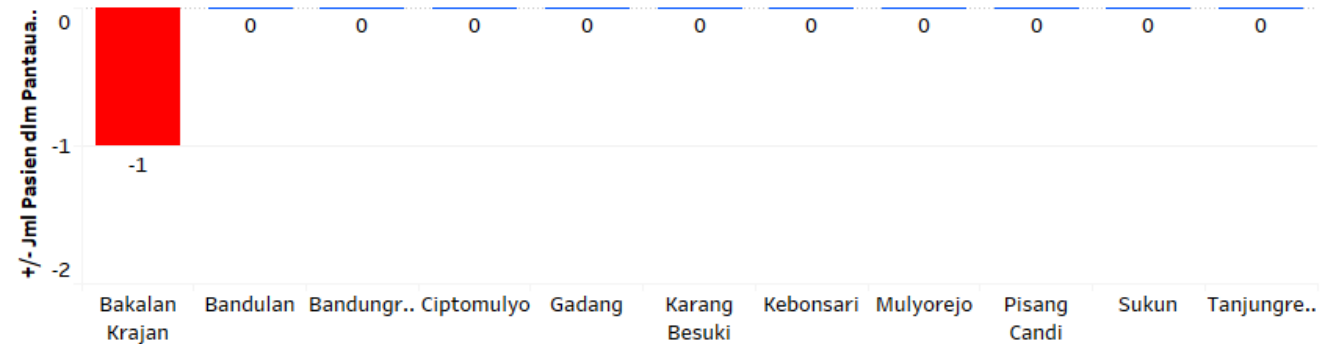 +/- Jml Pasien dlm Pantaua..
0
-1
-2
-1
0 0 0 0 0 0 0 0 0 0
Bakalan Krajan
Bandulan
Bandungr..
Ciptomulyo
Gadang
Karang Besuki
Kebonsari
Mulyorejo
Pisang Candi
Sukun
Tanjungre..